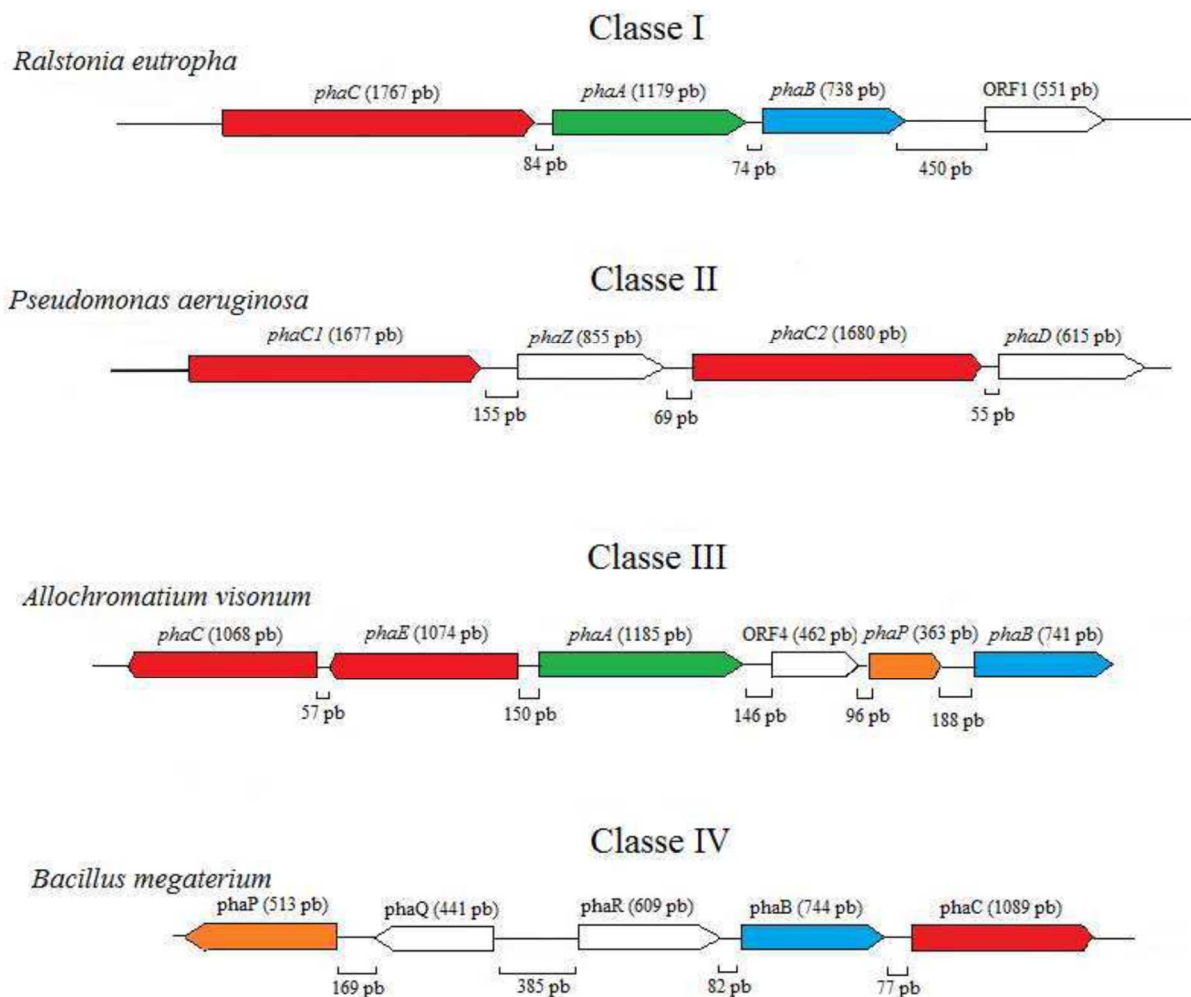 Classe I
Ralstonia eutropha
phaC (1767 pb) phaA (1179 pb) phaB (738 pb) ORF1 (551 pb)
84 pb 74 pb 450 pb
Classe II
Pseudomonas aeruginosa
phaC1 (1677 pb) phaZ (855 pb) phaC2 (1680 pb) phaD (615 pb)
155 pb 69 pb 55 pb
Classe III
Allochromatium visonum
phaC (1068 pb) phaE (1074 pb) phaA (1185 pb) ORF4 (462 pb) phaP (363 pb) phaB (741 pb)
57 pb 150 pb 146 pb 96 pb 188 pb
Classe IV
Bacillus megaterium
phaP (513 pb) phaQ (441 pb) phaR (609 pb) phaB (744 pb) phaC (1089 pb)
169 pb 385 pb 82 pb 77 pb